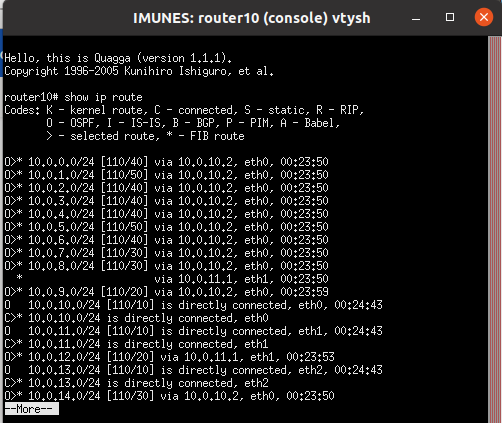 IMUNES: router10 (console) vtysh
Hello, this is Quagga (version 1.1.1).
Copyright 1996-2005 Kunihiro Ishiguro, et al.
router10# show ip route
Codes: K - kernel route, C - connected, S - static, R - RIP,
O - OSPF, I - IS-IS, B - BGP, P - PIM, A - Babel,
> - selected route, * - FIB route
O>* 10.0.0.0/24 [110/40] via 10.0.10.2, eth0, 00:23:50
O>* 10.0.1.0/24 [110/50] via 10.0.10.2, eth0, 00:23:50
O>* 10.0.2.0/24 [110/40] via 10.0.10.2, eth0, 00:23:50
O>* 10.0.3.0/24 [110/40] via 10.0.10.2, eth0, 00:23:50
O>* 10.0.4.0/24 [110/40] via 10.0.10.2, eth0, 00:23:50
O>* 10.0.5.0/24 [110/50] via 10.0.10.2, eth0, 00:23:50
O>* 10.0.6.0/24 [110/40] via 10.0.10.2, eth0, 00:23:50
O>* 10.0.7.0/24 [110/30] via 10.0.10.2, eth0, 00:23:50
O>* 10.0.8.0/24 [110/30] via 10.0.10.2, eth0, 00:23:50
* via 10.0.11.1, eth1, 00:23:50
O>* 10.0.9.0/24 [110/20] via 10.0.10.2, eth0, 00:23:59
O 10.0.10.0/24 [110/10] is directly connected, eth0, 00:24:43
C>* 10.0.10.0/24 is directly connected, eth0
O 10.0.11.0/24 [110/10] is directly connected, eth1, 00:24:43
C>* 10.0.11.0/24 is directly connected, eth1
O>* 10.0.12.0/24 [110/20] via 10.0.11.1, eth1, 00:23:53
O 10.0.13.0/24 [110/10] is directly connected, eth2, 00:24:43
C>* 10.0.13.0/24 is directly connected, eth2
O>* 10.0.14.0/24 [110/30] via 10.0.10.2, eth0, 00:23:50
--More--